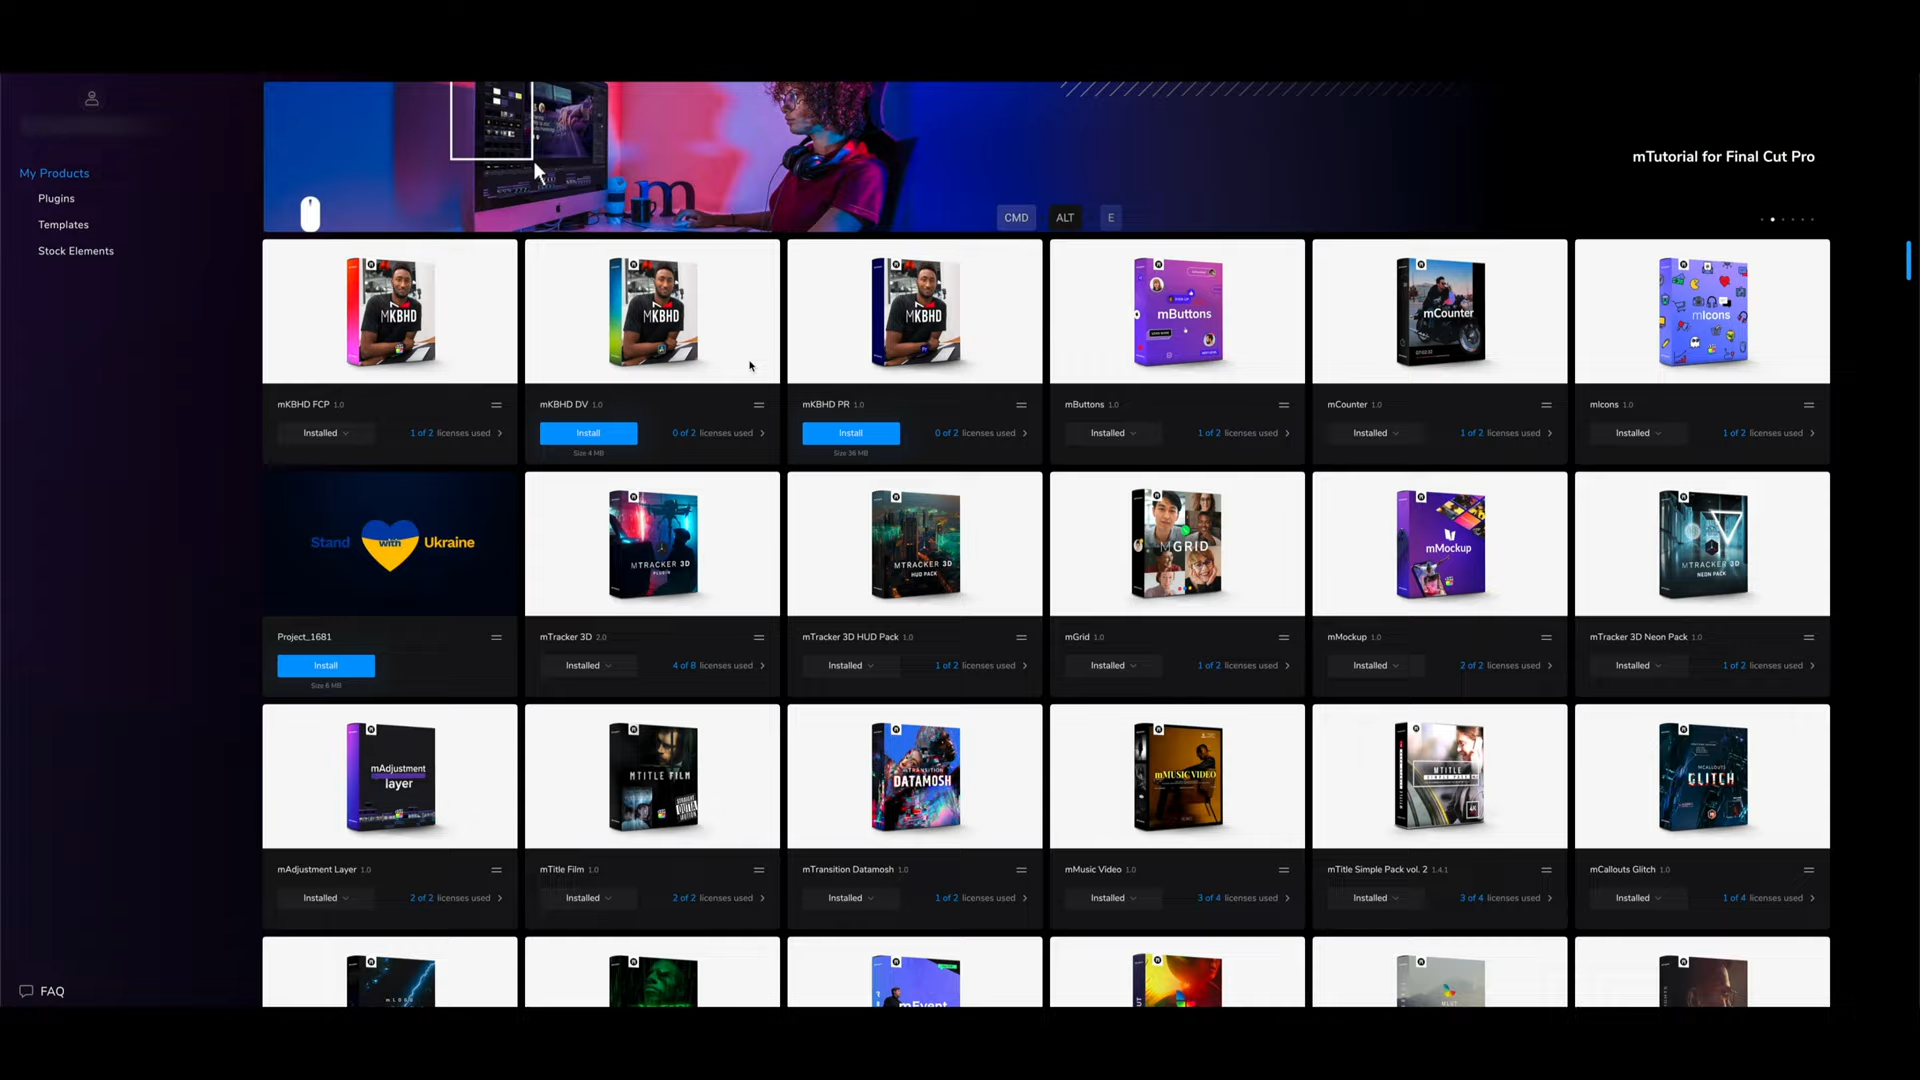 My Products
Plugins
Templates
Stock Elements
FAQ
mTutorial for Final Cut Pro
CMD ALT E
MKBHD
MKBHD
MKBHD
mButtons
mCounter
mIcons
mKBHD FCP 1.0
Installed
1 of 2 licenses used
mKBHD DV 1.0
Install
0 of 2 licenses used
Size 4 MB
mKBHD PR 1.0
Install
0 of 2 licenses used
Size 36 MB
mButtons 1.0
Installed
1 of 2 licenses used
mCounter 1.0
Installed
1 of 2 licenses used
mIcons 1.0
Installed
1 of 2 licenses used
Stand with Ukraine
MTRACKER 3D
PLUGIN
MTRACKER 3D
HUD PACK
MGRID
mMockup
MTRACKER 3D
NEON PACK
Project_1681
Install
Size 6 MB
mTracker 3D 2.0
Installed
4 of 8 licenses used
mTracker 3D HUD Pack 1.0
Installed
1 of 2 licenses used
mGrid 1.0
Installed
1 of 2 licenses used
mMockup 1.0
Installed
2 of 2 licenses used
mTracker 3D Neon Pack 1.0
Installed
1 of 2 licenses used
mAdjustment
layer
MTITLE FILM
MTRANSITION
DATAMOSH
mMUSIC VIDEO
MTITLE
SIMPLE PACK
4K
MCALLOUTS
GLITCH
mAdjustment Layer 1.0
Installed
2 of 2 licenses used
mTitle Film 1.0
Installed
2 of 2 licenses used
mTransition Datamosh 1.0
Installed
1 of 2 licenses used
mMusic Video 1.0
Installed
3 of 4 licenses used
mTitle Simple Pack vol. 2 1.4.1
Installed
3 of 4 licenses used
mCallouts Glitch 1.0
Installed
1 of 4 licenses used
mEvent